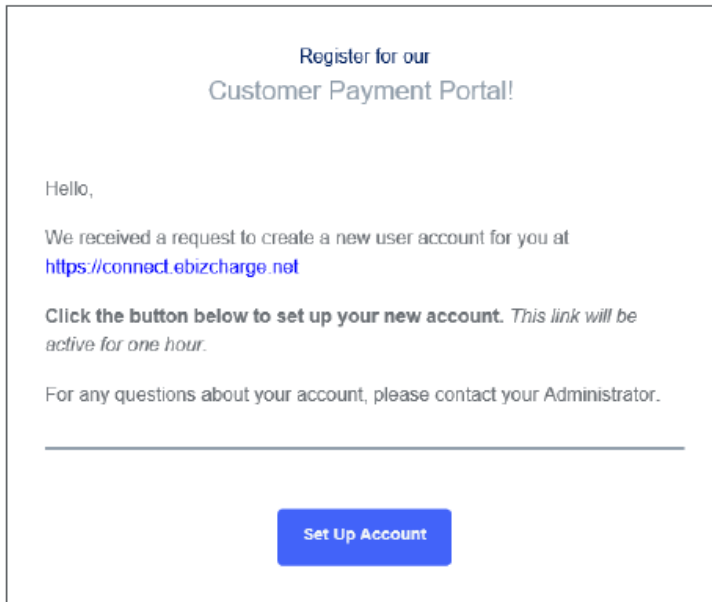 Register for our
Customer Payment Portal!
Hello,
We received a request to create a new user account for you at
https://connect.ebizcharge.net
Click the button below to set up your new account. This link will be
active for one hour.
For any questions about your account, please contact your Administrator.
Set Up Account